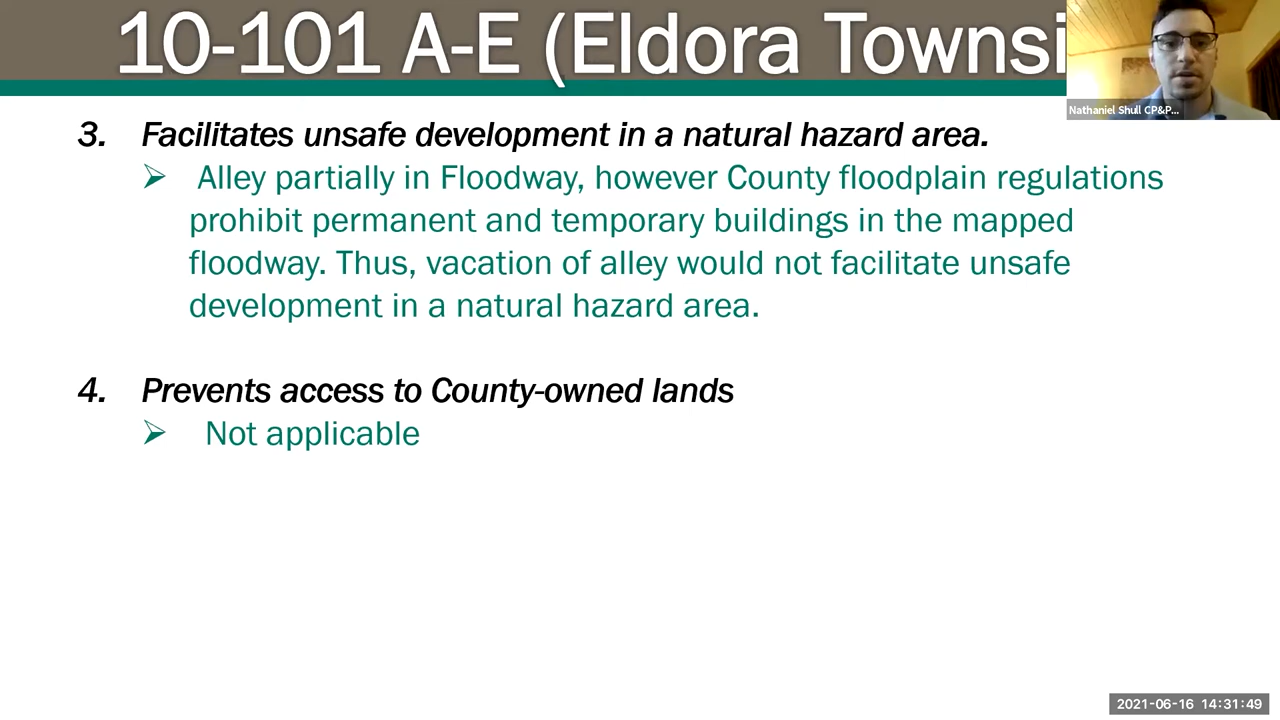 10-101 A-E (Eldora Townsi
Nathaniel Shull CP&P...
3. Facilitates unsafe development in a natural hazard area.
➢ Alley partially in Floodway, however County floodplain regulations
prohibit permanent and temporary buildings in the mapped
floodway. Thus, vacation of alley would not facilitate unsafe
development in a natural hazard area.
4. Prevents access to County-owned lands
➢ Not applicable
2021-06-16 14:31:49